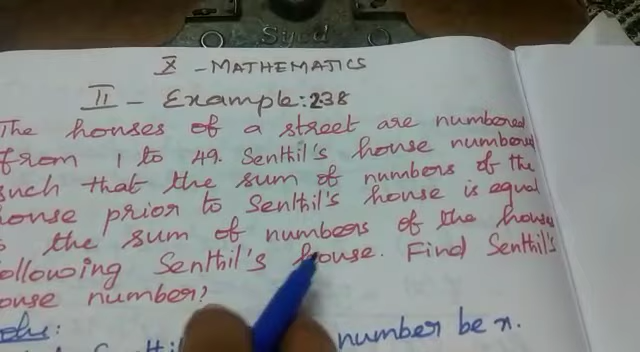 Syed
X - MATHEMATICS
II - Example: 2.38
The houses of a street are numbered
from 1 to 49. Senthil's house numbered
such that the sum of numbers of the
house prior to Senthil's house is equal
the sum of numbers of the houses
following Senthil's house. Find Senthil's
house number?
number be x.